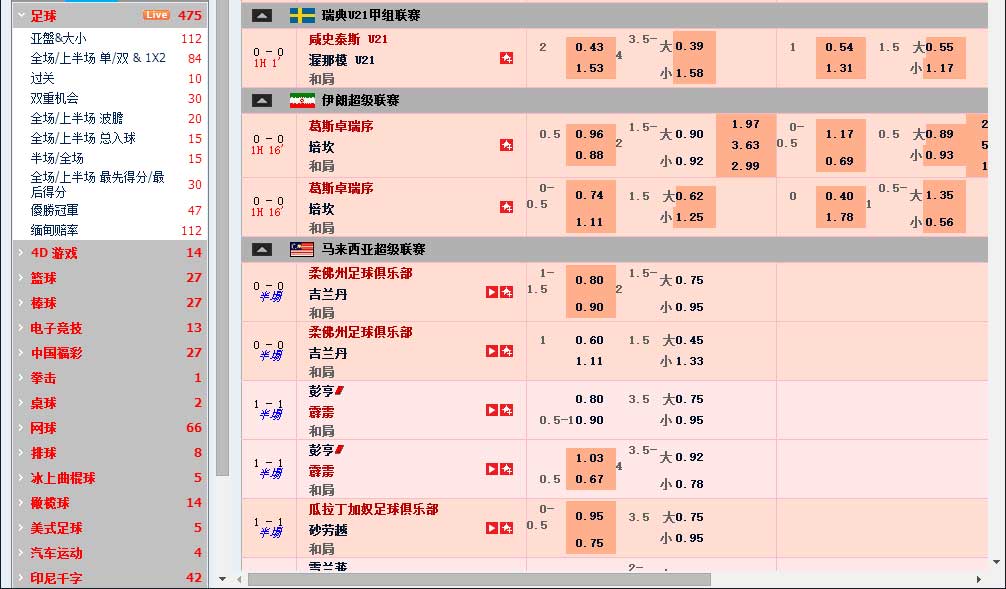 足球 Live 475
亚盤&大小 112
全场/上半场 单/双 & 1X2 84
过关 10
双重机会 30
全场/上半场 波膽 20
全场/上半场 总入球 15
半场/全场 15
全场/上半场 最先得分/最
后得分 30
優勝冠軍 47
缅甸赔率 112
4D 游戏 14
篮球 27
棒球 27
电子竞技 13
中国福彩 27
拳击 1
桌球 2
网球 66
排球 8
冰上曲棍球 5
橄榄球 14
美式足球 5
汽车运动 4
印尼千字 42
瑞典U21甲组联赛
0 - 0
1H 1'
咸史泰斯 U21
渥那模 U21
和局
2 0.43 3.5-4 大 0.39 1 0.54 1.5 大 0.55
1.53 小 1.58 1.31 小 1.17
伊朗超级联赛
0 - 0
1H 16'
葛斯卓瑞序
培坎
和局
0.5 0.96 1.5-2 大 0.90 1.97 0-0.5 1.17 0.5 大 0.89 2
0.88 小 0.92 3.63 0.69 小 0.93 5
2.99 1
0 - 0
1H 16'
葛斯卓瑞序
培坎
和局
0-0.5 0.74 1.5 大 0.62 0 0.40 0.5-1 大 1.35
1.11 小 1.25 1.78 小 0.56
马来西亚超级联赛
0 - 0
半场
柔佛州足球俱乐部
吉兰丹
和局
1-1.5 0.80 1.5-2 大 0.75
0.90 小 0.95
0 - 0
半场
柔佛州足球俱乐部
吉兰丹
和局
1 0.60 1.5 大 0.45
1.11 小 1.33
1 - 1
半场
彭亨
霹雳
和局
0.80 3.5 大 0.75
0.5-1 0.90 小 0.95
1 - 1
半场
彭亨
霹雳
和局
1.03 3.5-4 大 0.92
0.5 0.67 小 0.78
1 - 1
半场
瓜拉丁加奴足球俱乐部
砂劳越
和局
0-0.5 0.95 3.5 大 0.75
0.75 小 0.95
雪兰莪 2-